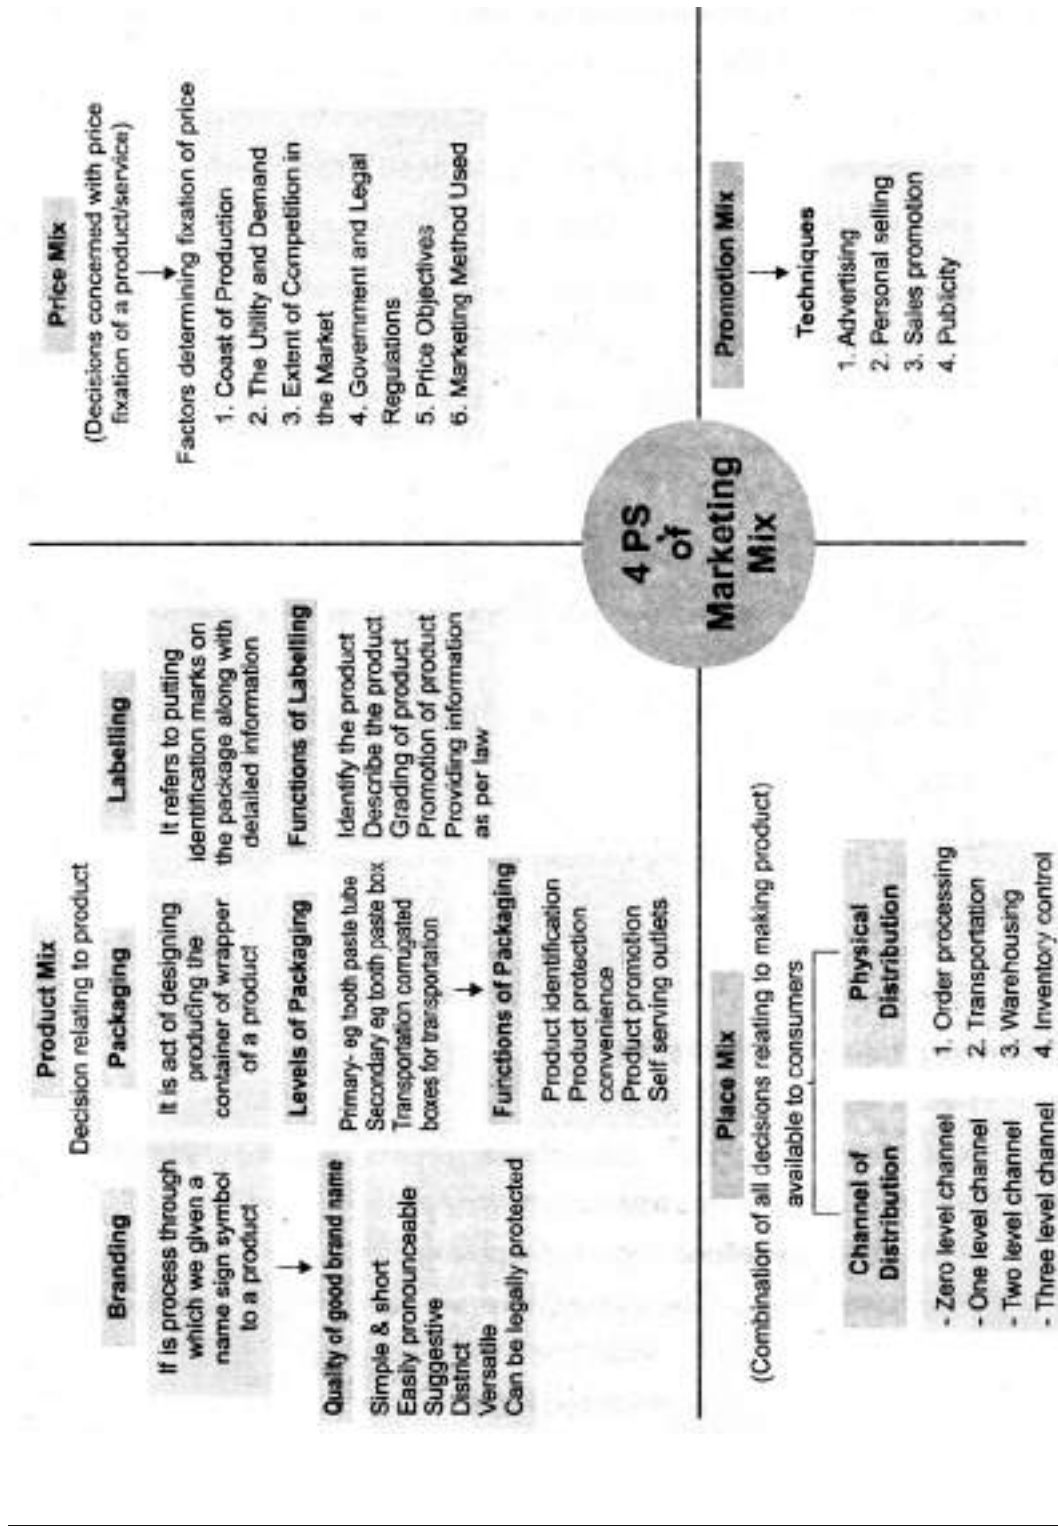 Product Mix
Decision relating to product
Branding
If is process through
which we given a
name sign symbol
to a product
Quality of good brand name
Simple & short
Easily pronounceable
Suggestive
District
Versatile
Can be legally protected
Packaging
It is act of designing
producing the
container of wrapper
of a product
Levels of Packaging
Primary- eg tooth paste tube
Secondary eg tooth paste box
Transportation corrugated
boxes for transportation
Functions of Packaging
Product identification
Product protection
convenience
Product promotion
Self serving outlets
Labelling
It refers to putting
identification marks on
the package along with
detailed information
Functions of Labelling
Identify the product
Describe the product
Grading of product
Promotion of product
Providing information
as per law
Price Mix
(Decisions concerned with price
fixation of a product/service)
Factors determining fixation of price
1. Coast of Production
2. The Utility and Demand
3. Extent of Competition in
the Market
4. Government and Legal
Reguations
5. Price Objectives
6. Marketing Method Used
4 PS
of
Marketing
Mix
Place Mix
(Combination of all decisions relating to making product)
available to consumers
Channel of
Distribution
- Zero level channel
- One level channel
- Two level channel
- Three level channel
Physical
Distribution
1. Order processing
2. Transportation
3. Warehousing
4. Inventory control
Promotion Mix
Techniques
1. Advertising
2. Personal selling
3. Sales promotion
4. Publicity